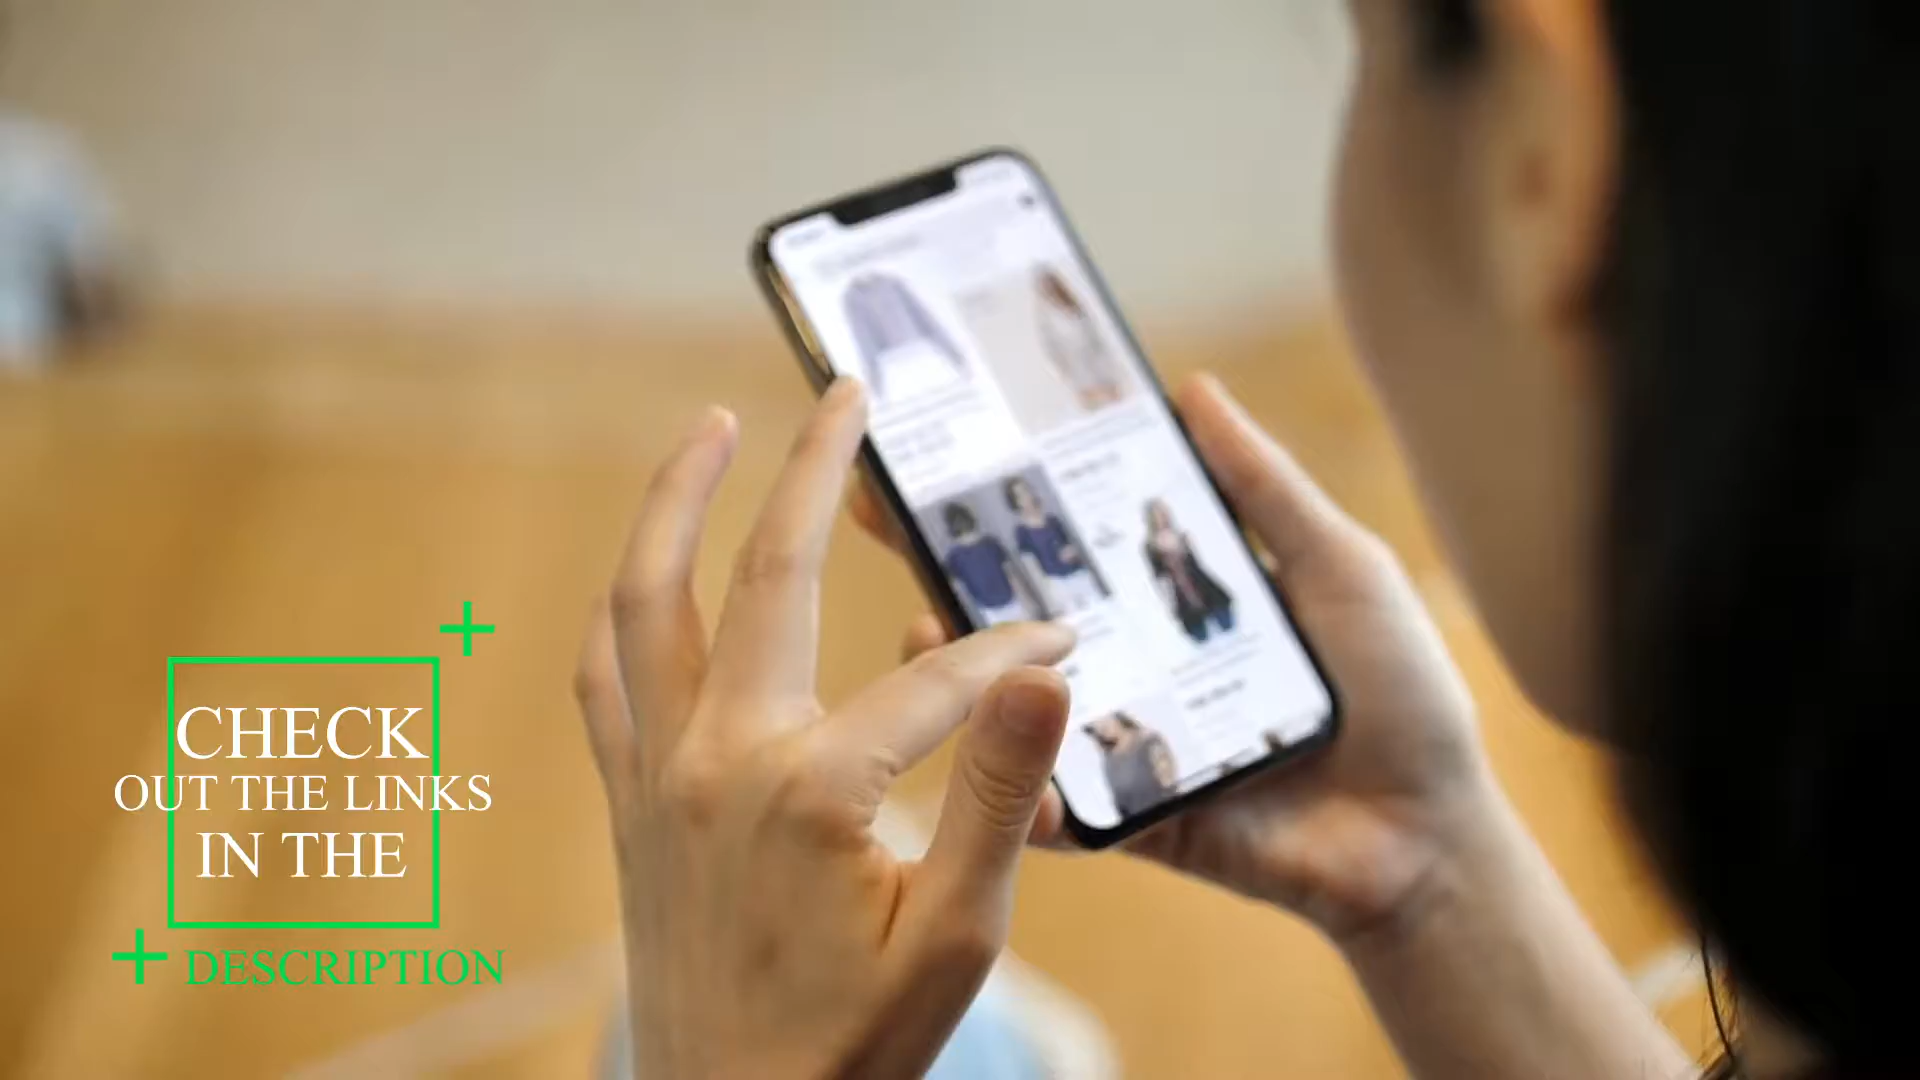 CHECK
OUT THE LINKS
IN THE
DESCRIPTION